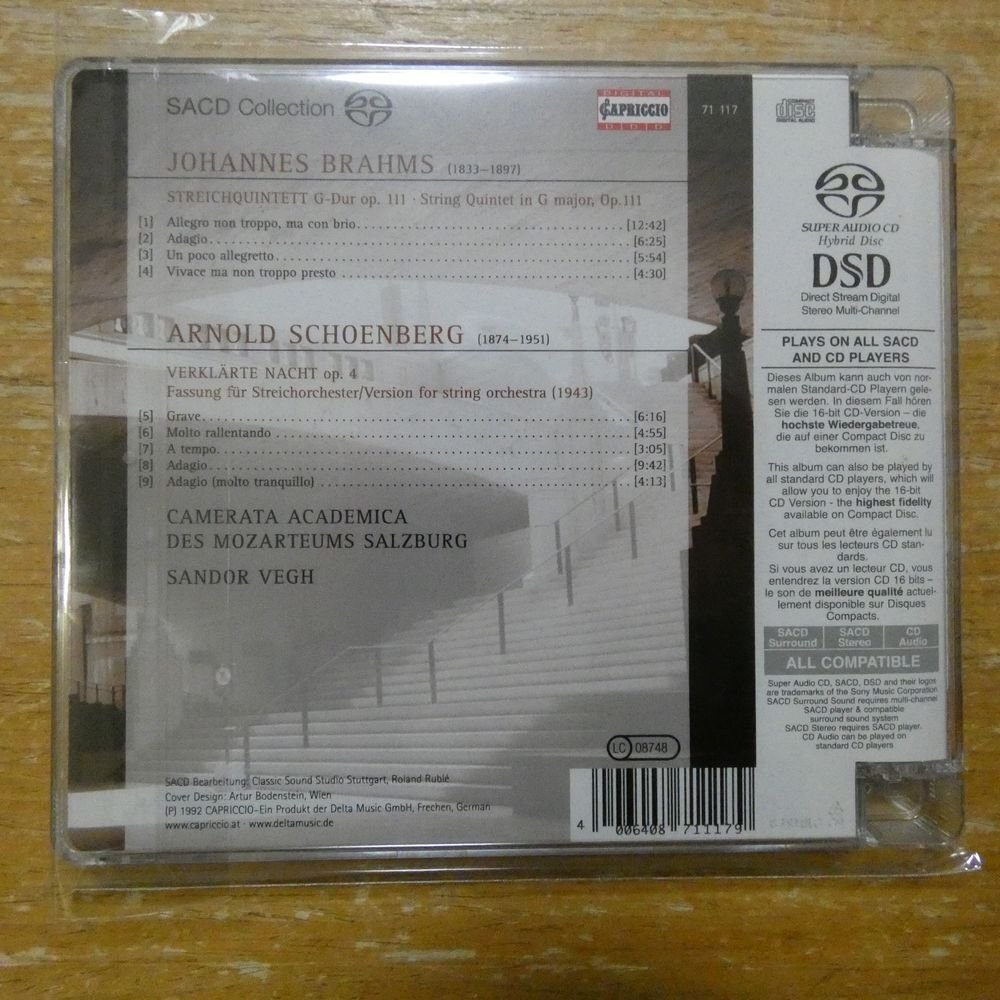 SACD Collection
DIGITAL
CAPRICCIO
DDD
71 117
JOHANNES BRAHMS (1833–1897)
STREICHQUINTETT G-Dur op. 111 · String Quintet in G major, Op.111
[1] Allegro non troppo, ma con brio [12:42]
[2] Adagio [6:25]
[3] Un poco allegretto [5:54]
[4] Vivace ma non troppo presto [4:30]
ARNOLD SCHOENBERG (1874–1951)
VERKLÄRTE NACHT op. 4
Fassung für Streichorchester/Version for string orchestra (1943)
[5] Grave [6:16]
[6] Molto rallentando [4:55]
[7] A tempo [3:05]
[8] Adagio [9:42]
[9] Adagio (molto tranquillo) [4:13]
CAMERATA ACADEMICA
DES MOZARTEUMS SALZBURG
SANDOR VEGH
LC 08748
SACD Bearbeitung: Classic Sound Studio Stuttgart, Roland Rublé
Cover Design: Artur Bodenstein, Wien
(P) 1992 CAPRICCIO–Ein Produkt der Delta Music GmbH, Frechen, German
www.capriccio.at · www.deltamusic.de
4 006408 711179
COMPACT
disc
DIGITAL AUDIO
SUPER AUDIO CD
Hybrid Disc
DSD
Direct Stream Digital
Stereo Multi-Channel
PLAYS ON ALL SACD
AND CD PLAYERS
Dieses Album kann auch von nor-
malen Standard-CD Playern gele-
sen werden. In diesem Fall hören
Sie die 16-bit CD-Version – die
hochste Wiedergabetreue,
die auf einer Compact Disc zu
bekommen ist.
This album can also be played by
all standard CD players, which will
allow you to enjoy the 16-bit
CD Version - the highest fidelity
available on Compact Disc.
Cet album peut être également lu
sur tous les lecteurs CD stan-
dards.
Si vous avez un lecteur CD, vous
entendrez la version CD 16 bits –
le son de meilleure qualité actuel-
lement disponible sur Disques
Compacts.
SACD Surround SACD Stereo CD Audio
ALL COMPATIBLE
Super Audio CD, SACD, DSD and their logos
are trademarks of the Sony Music Corporation
SACD Surround Sound requires multi-channel
SACD player & compatible
surround sound system
SACD Stereo requires SACD player.
CD Audio can be played on
standard CD players